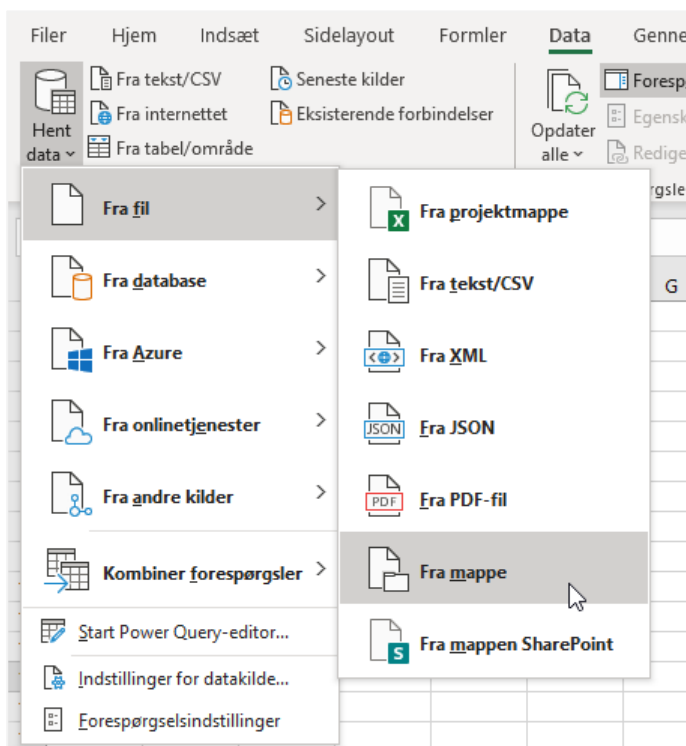 Filer Hjem Indsæt Sidelayout Formler Data Genne
Fra tekst/CSV Seneste kilder Foresp
Fra internettet Eksisterende forbindelser Egensk
Hent data Opdater alle
Fra tabel/område Redige
rgsle
Fra fil
Fra database
Fra Azure
Fra onlinetjenester
Fra andre kilder
Kombiner forespørgsler
Start Power Query-editor...
Indstillinger for datakilde...
Forespørgselsindstillinger
Fra projektmappe
Fra tekst/CSV
Fra XML
JSON Fra JSON
PDF Fra PDF-fil
Fra mappe
Fra mappen SharePoint
G